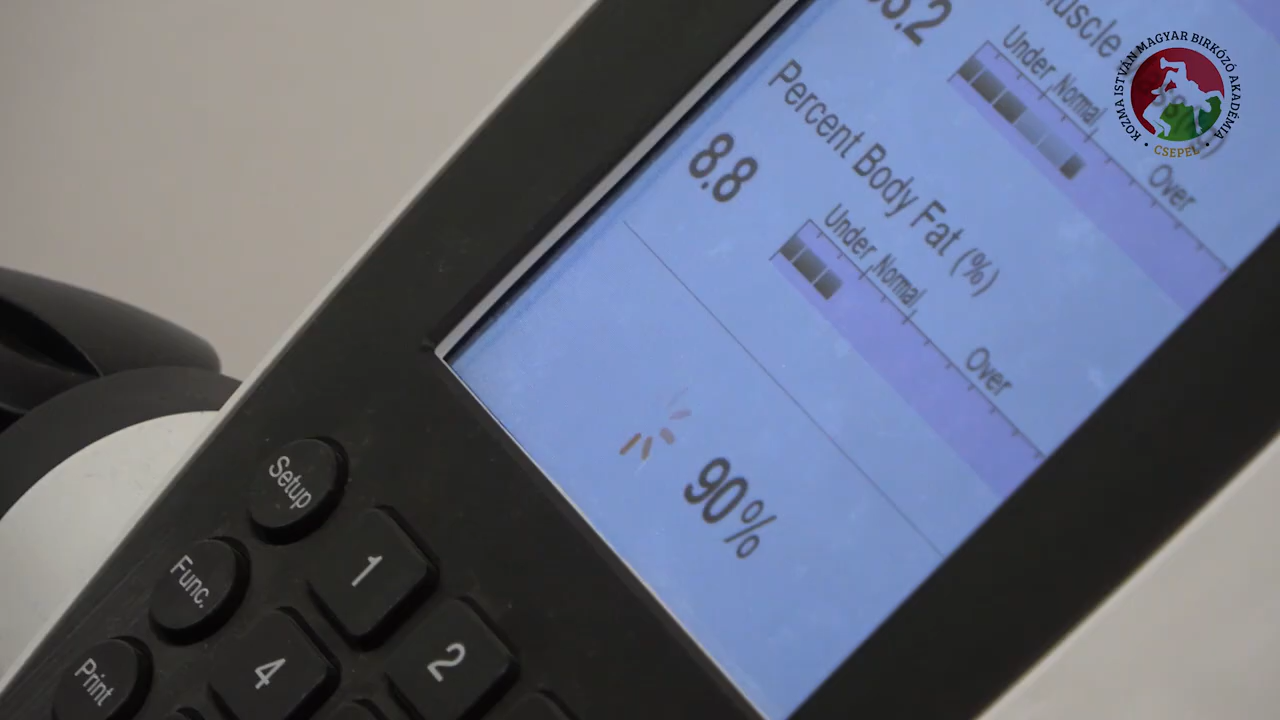 Under Normal Over
Percent Body Fat (%)
8.8
Under Normal Over
90%
Setup
Func.
Print
1
2
4
KOZMA ISTVÁN MAGYAR BIRKÓZÓ AKADÉMIA
• CSEPEL •